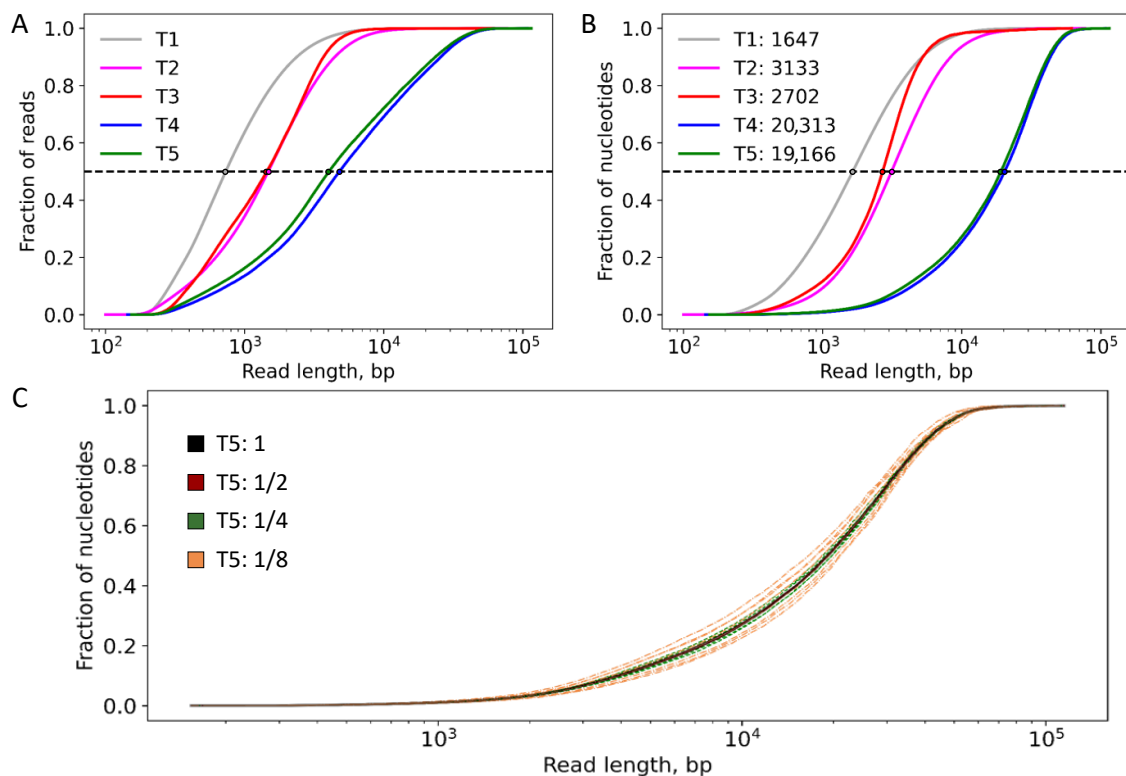 A
T1
T2
T3
T4
T5
Fraction of reads
1.0
0.8
0.6
0.4
0.2
0.0
10²
10³
10⁴
10⁵
Read length, bp
B
T1: 1647
T2: 3133
T3: 2702
T4: 20,313
T5: 19,166
Fraction of nucleotides
1.0
0.8
0.6
0.4
0.2
0.0
10²
10³
10⁴
10⁵
Read length, bp
C
T5: 1
T5: 1/2
T5: 1/4
T5: 1/8
Fraction of nucleotides
1.0
0.8
0.6
0.4
0.2
0.0
10³
10⁴
10⁵
Read length, bp